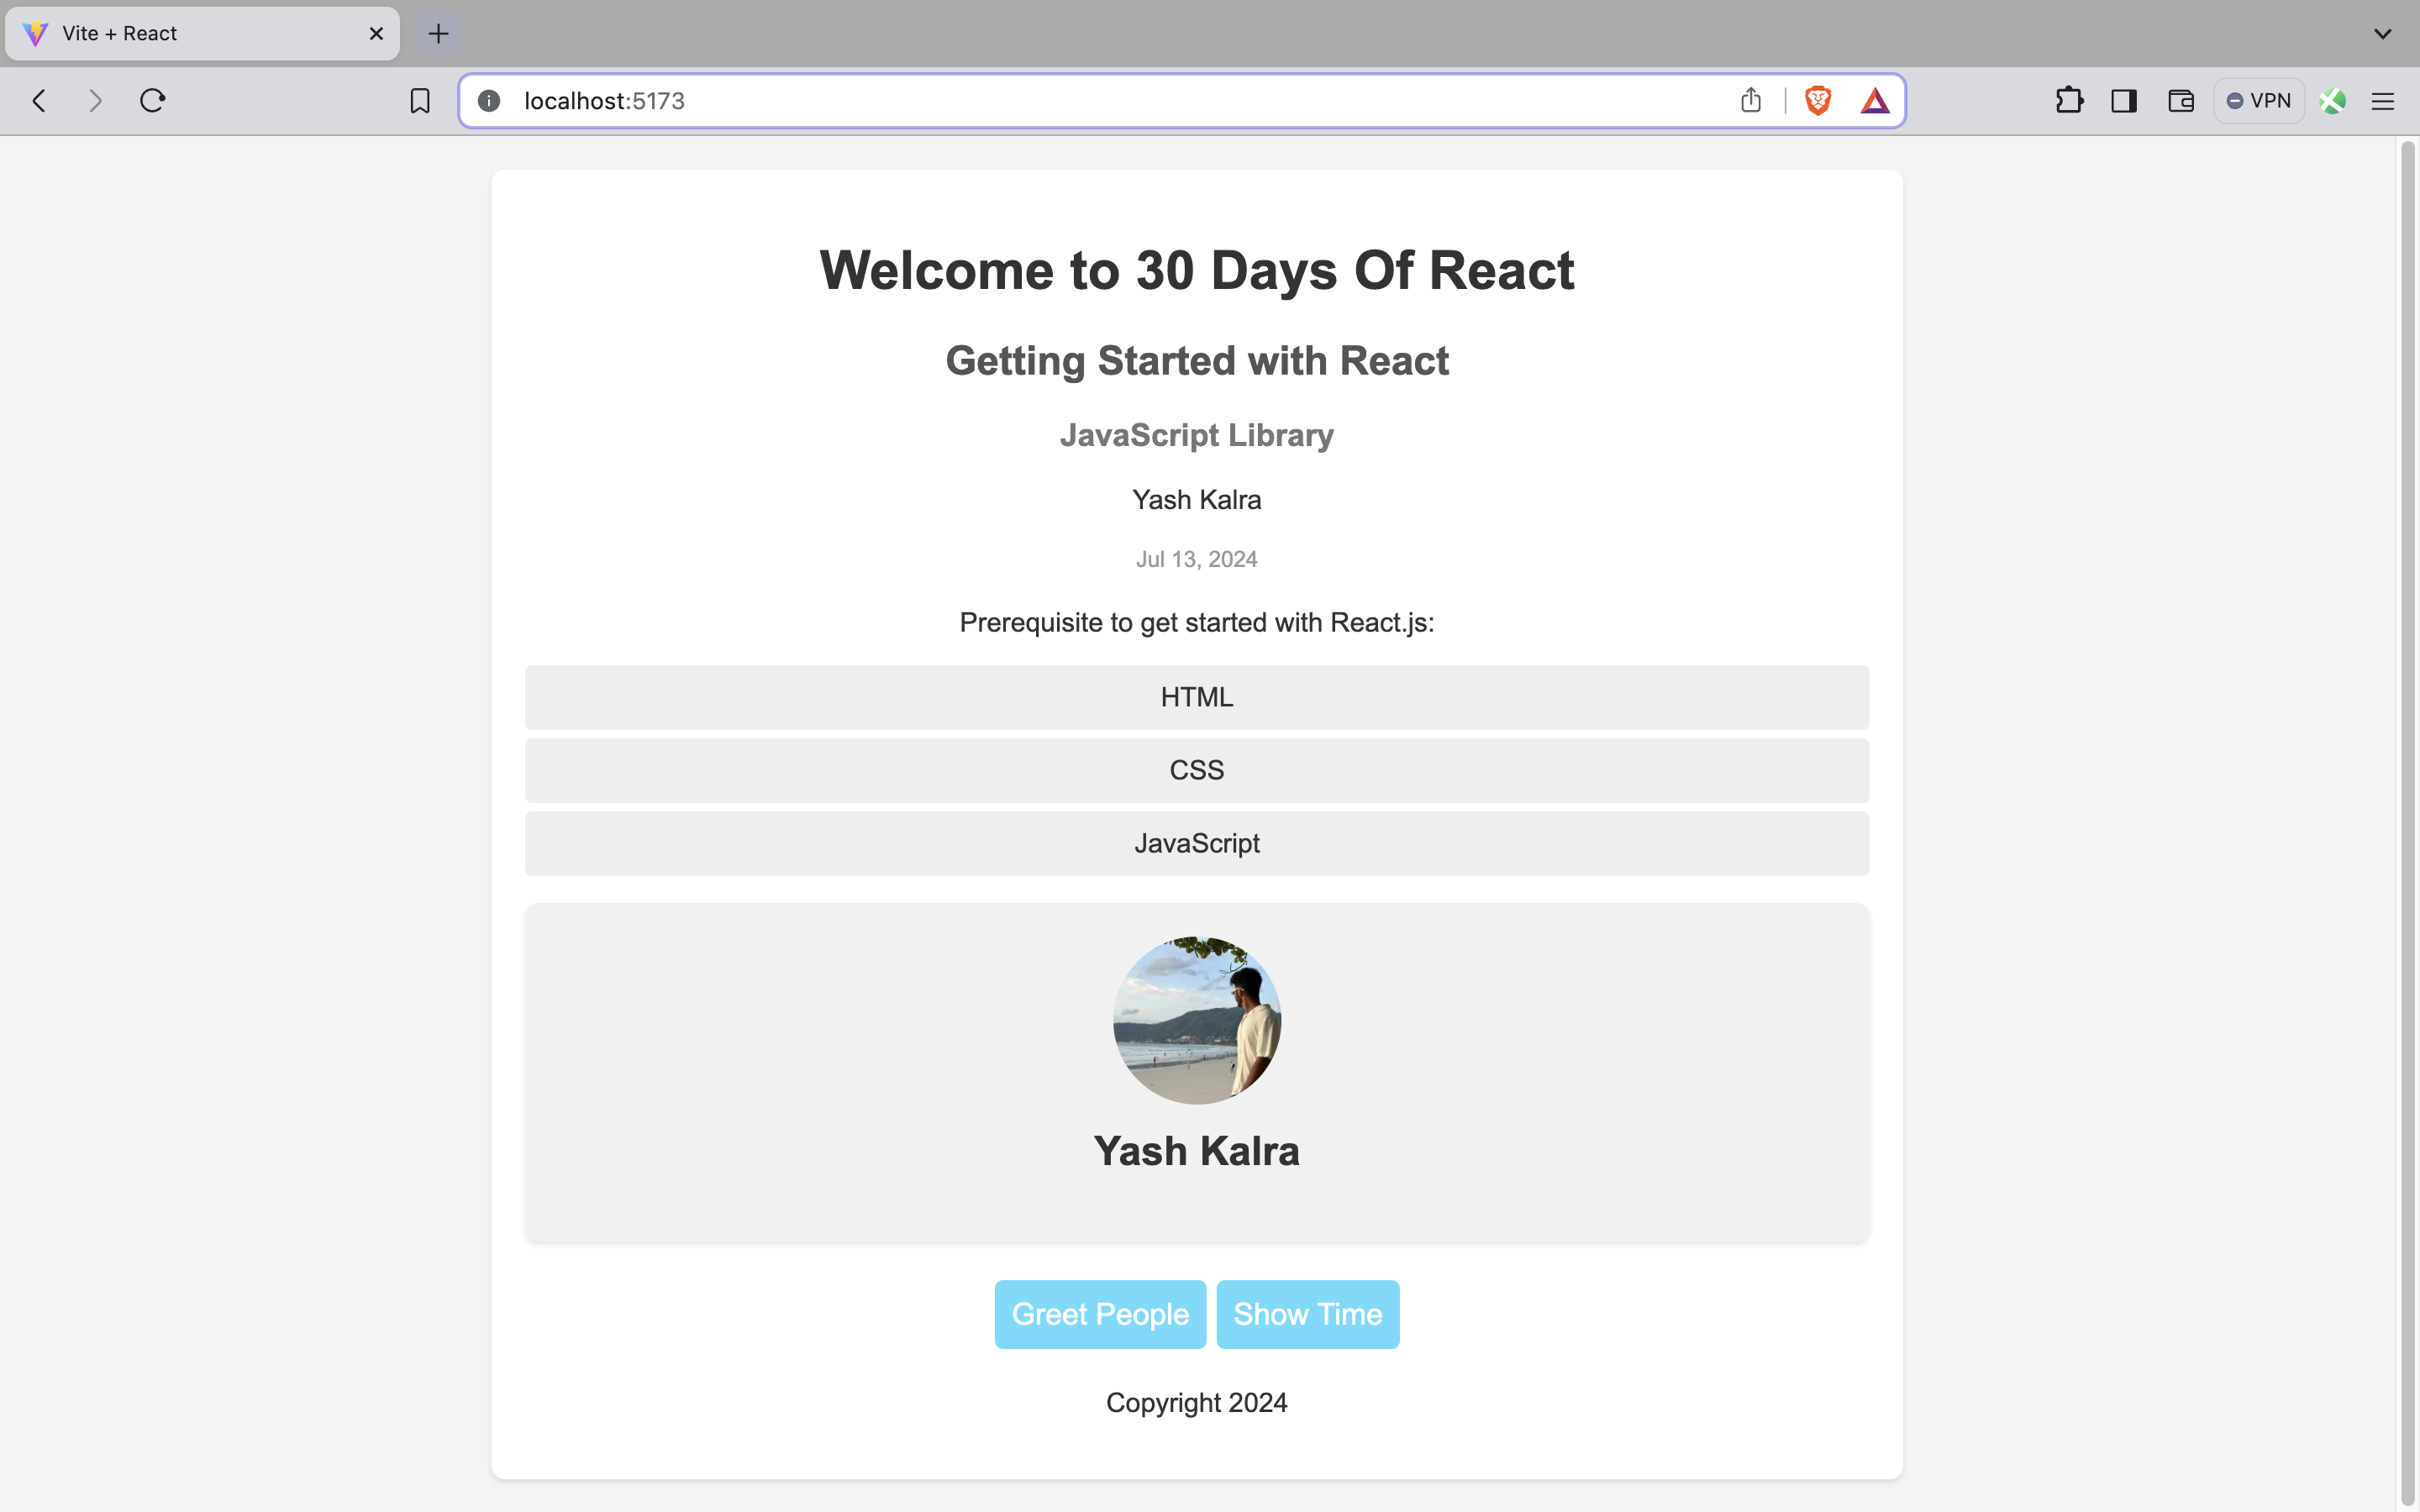 Vite + React
localhost:5173
VPN
Welcome to 30 Days Of React
Getting Started with React
JavaScript Library
Yash Kalra
Jul 13, 2024
Prerequisite to get started with React.js:
HTML
CSS
JavaScript
Yash Kalra
Greet People
Show Time
Copyright 2024